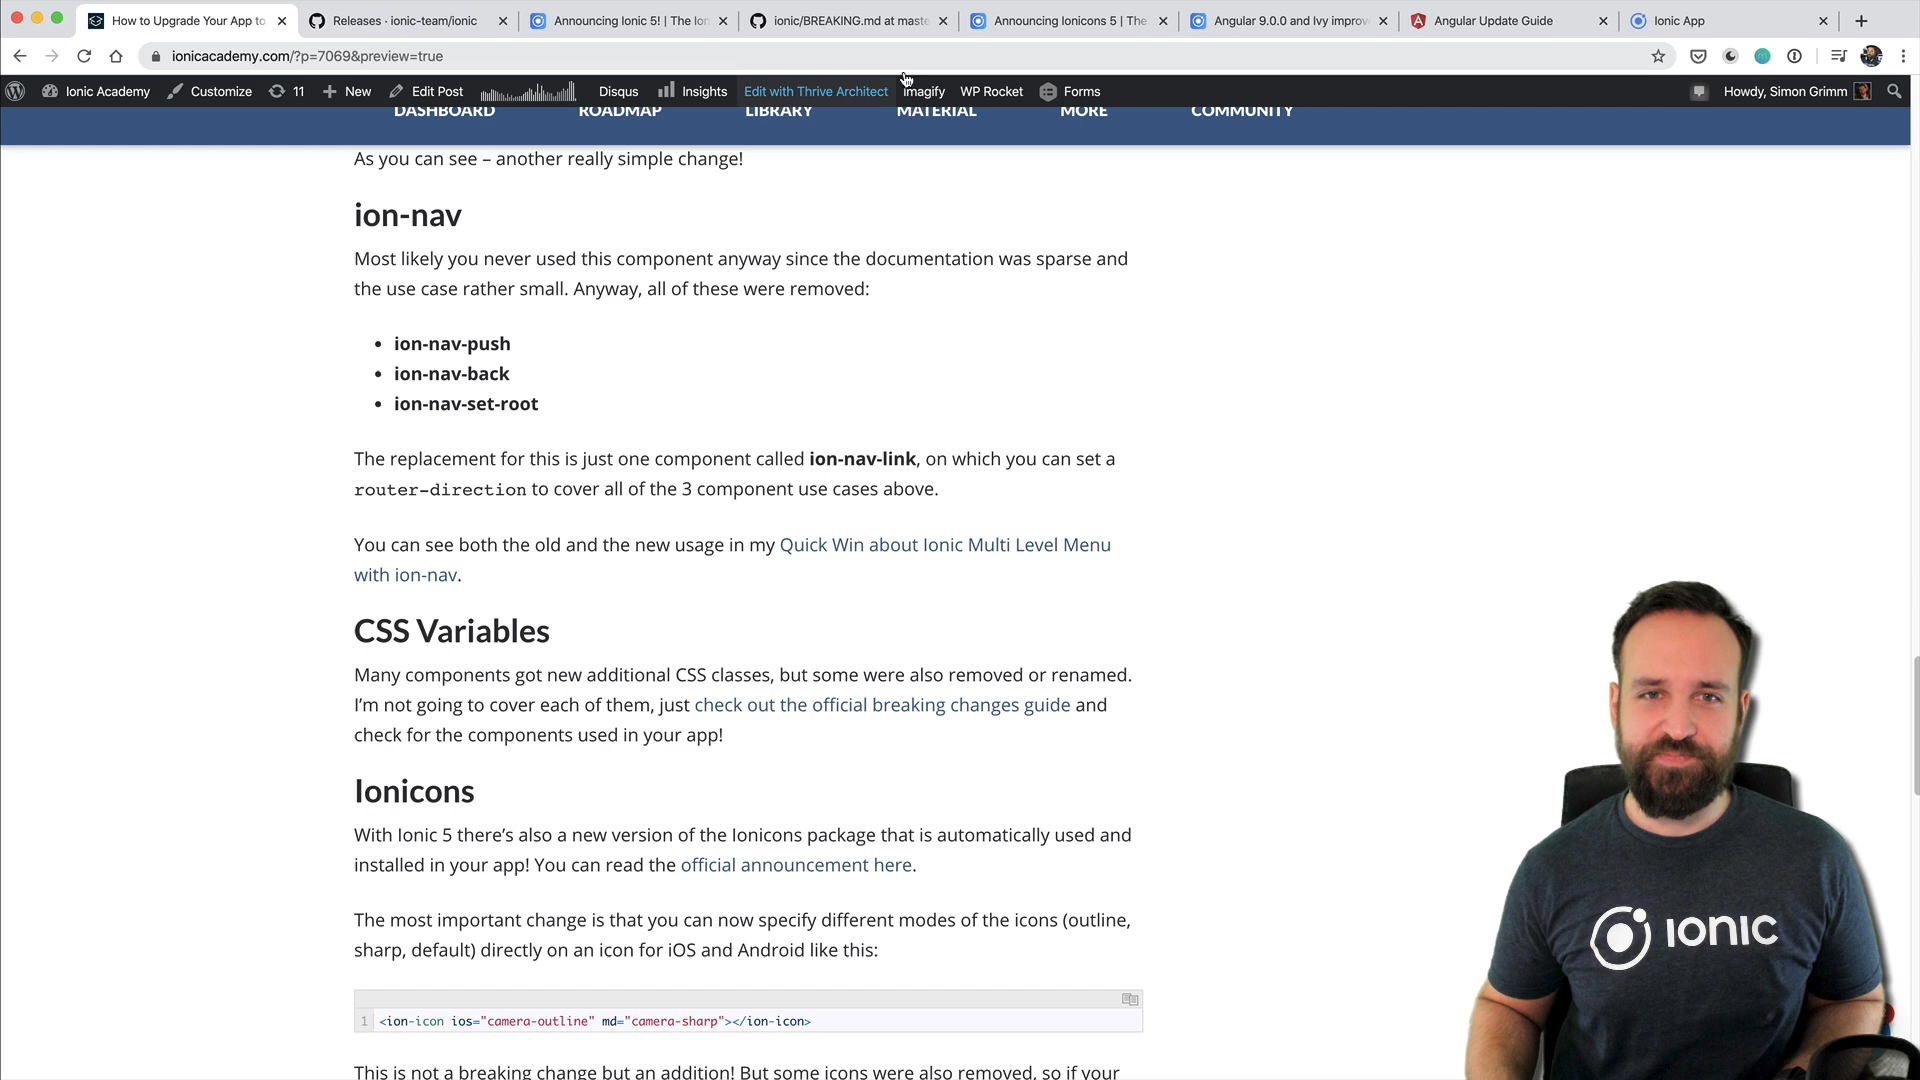 How to Upgrade Your App to
Releases · ionic-team/ionic
Announcing Ionic 5! | The Ion
ionic/BREAKING.md at maste
Announcing Ionicons 5 | The
Angular 9.0.0 and Ivy improv
Angular Update Guide
Ionic App
ionicacademy.com/?p=7069&preview=true
Ionic Academy
Customize
11
New
Edit Post
Disqus
Insights
Edit with Thrive Architect
Imagify
WP Rocket
Forms
Howdy, Simon Grimm
DASHBOARD
ROADMAP
LIBRARY
MATERIAL
MORE
COMMUNITY
As you can see – another really simple change!
ion-nav
Most likely you never used this component anyway since the documentation was sparse and
the use case rather small. Anyway, all of these were removed:
• ion-nav-push
• ion-nav-back
• ion-nav-set-root
The replacement for this is just one component called ion-nav-link, on which you can set a
router-direction to cover all of the 3 component use cases above.
You can see both the old and the new usage in my Quick Win about Ionic Multi Level Menu
with ion-nav.
CSS Variables
Many components got new additional CSS classes, but some were also removed or renamed.
I'm not going to cover each of them, just check out the official breaking changes guide and
check for the components used in your app!
Ionicons
With Ionic 5 there's also a new version of the Ionicons package that is automatically used and
installed in your app! You can read the official announcement here.
The most important change is that you can now specify different modes of the icons (outline,
sharp, default) directly on an icon for iOS and Android like this:
1 <ion-icon ios="camera-outline" md="camera-sharp"></ion-icon>
This is not a breaking change but an addition! But some icons were also removed, so if your
IONIC